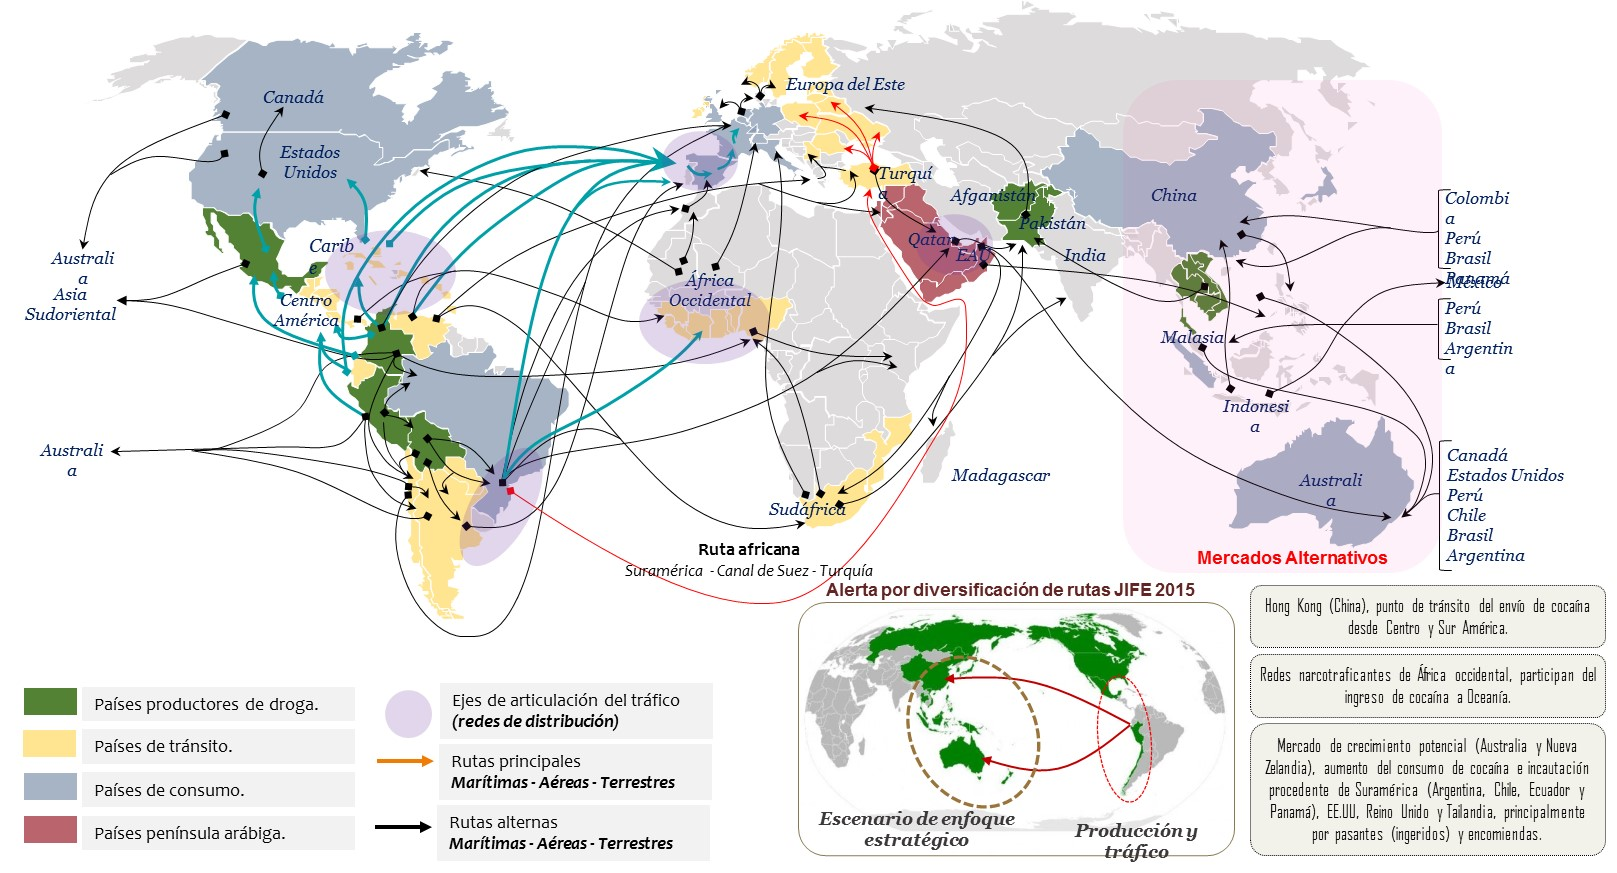 Canadá
Estados
Unidos
Carib
e
Centro
América
Australi
a
Asia
Sudoriental
Australi
a
Europa del Este
Turquí
a
Afganistán
Pakistán
Qatar
EAU
India
China
África
Occidental
Malasia
Indonesi
a
Australi
a
Madagascar
Sudáfrica
Colombi
a
Perú
Brasil
Panamá
México
Perú
Brasil
Argentin
a
Canadá
Estados Unidos
Perú
Chile
Brasil
Argentina
Mercados Alternativos
Ruta africana
Suramérica - Canal de Suez - Turquía
Alerta por diversificación de rutas JIFE 2015
Escenario de enfoque
estratégico
Producción y
tráfico
Hong Kong (China), punto de tránsito del envío de cocaína
desde Centro y Sur América.
Redes narcotraficantes de África occidental, participan del
ingreso de cocaína a Oceanía.
Mercado de crecimiento potencial (Australia y Nueva
Zelandia), aumento del consumo de cocaína e incautación
procedente de Suramérica (Argentina, Chile, Ecuador y
Panamá), EE.UU, Reino Unido y Tailandia, principalmente
por pasantes (ingeridos) y encomiendas.
Países productores de droga.
Países de tránsito.
Países de consumo.
Países península arábiga.
Ejes de articulación del tráfico
(redes de distribución)
Rutas principales
Marítimas - Aéreas - Terrestres
Rutas alternas
Marítimas - Aéreas - Terrestres